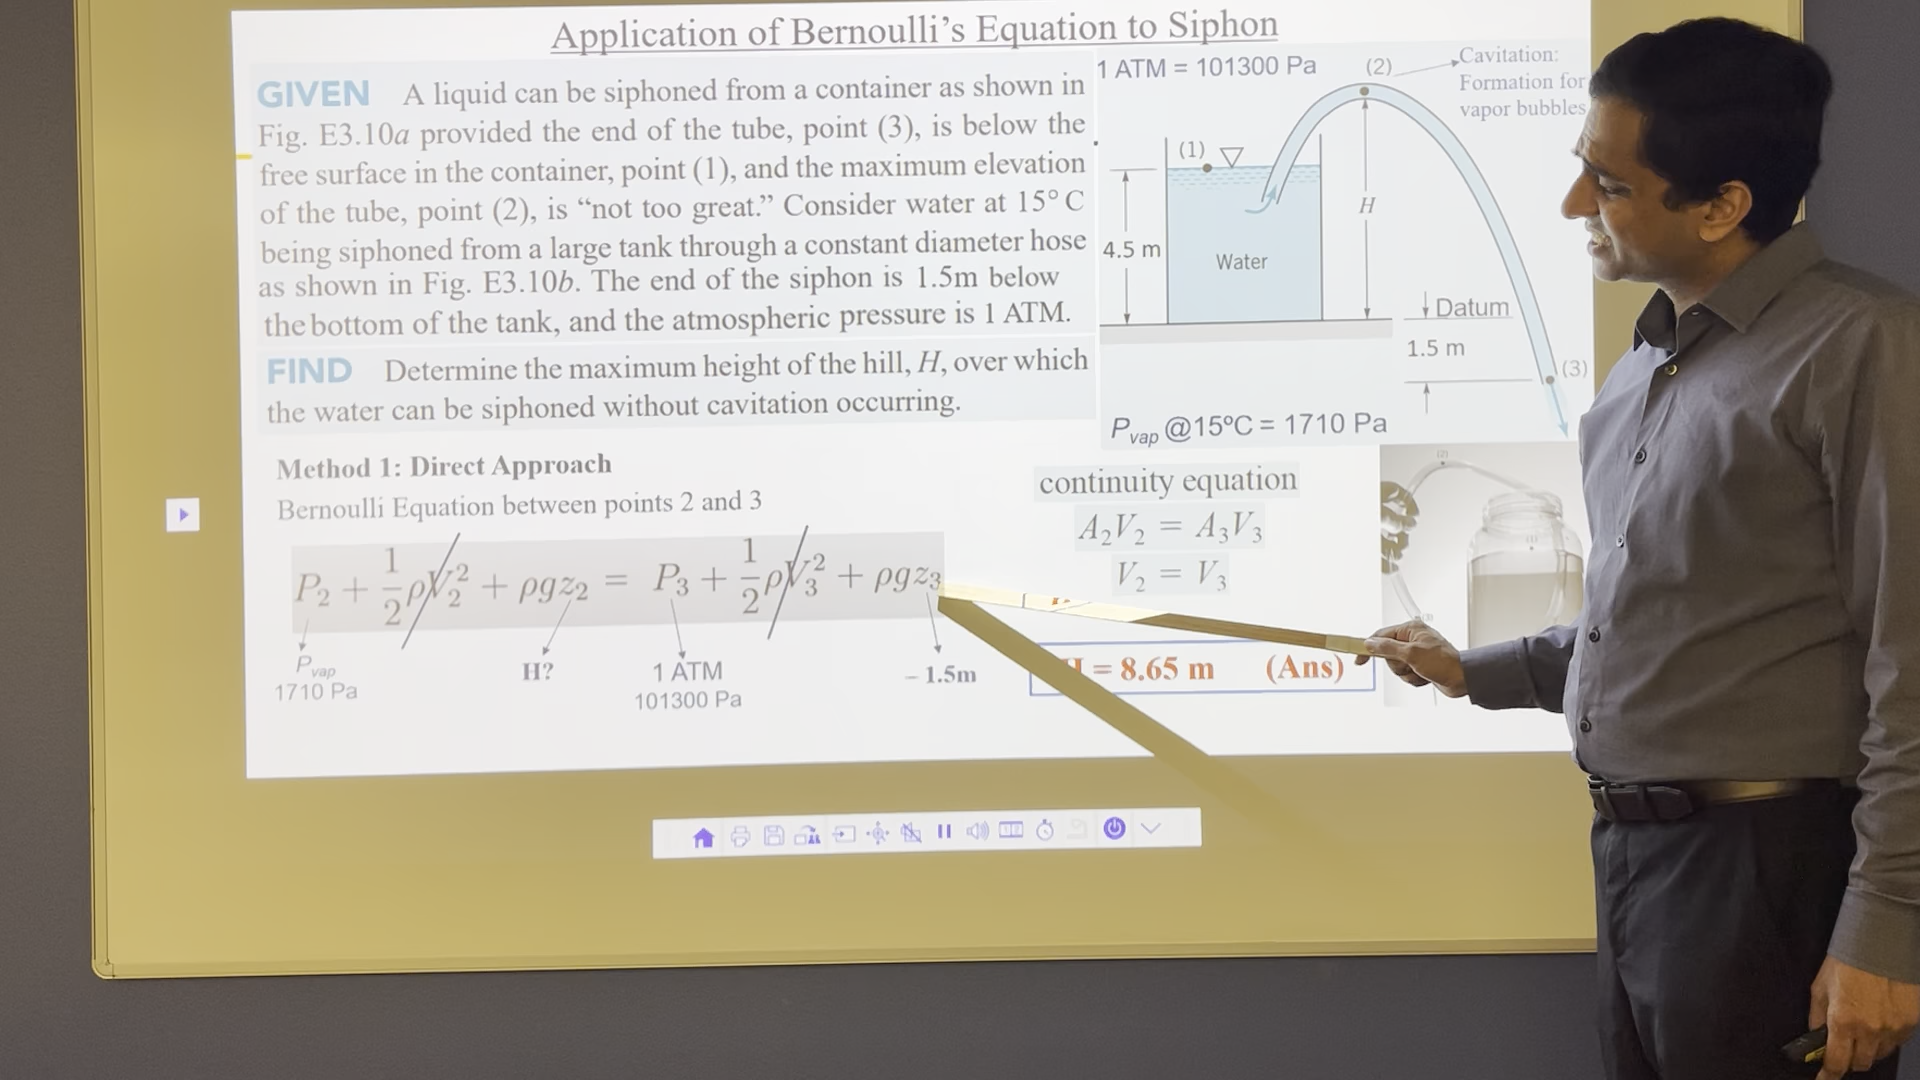 Application of Bernoulli's Equation to Siphon
GIVEN A liquid can be siphoned from a container as shown in
Fig. E3.10a provided the end of the tube, point (3), is below the
free surface in the container, point (1), and the maximum elevation
of the tube, point (2), is “not too great.” Consider water at 15° C
being siphoned from a large tank through a constant diameter hose
as shown in Fig. E3.10b. The end of the siphon is 1.5m below
the bottom of the tank, and the atmospheric pressure is 1 ATM.
FIND Determine the maximum height of the hill, H, over which
the water can be siphoned without cavitation occurring.
1 ATM = 101300 Pa
(2)
Cavitation:
Formation for
vapor bubbles
(1)
H
4.5 m
Water
Datum
1.5 m
(3)
Pvap @15ºC = 1710 Pa
Method 1: Direct Approach
Bernoulli Equation between points 2 and 3
P₂ + 1/2 ρV₂² + ρgz₂ = P₃ + 1/2 ρV₃² + ρgz₃
Pvap
1710 Pa
H?
1 ATM
101300 Pa
– 1.5m
continuity equation
A₂V₂ = A₃V₃
V₂ = V₃
= 8.65 m (Ans)
(2)
(1)
(3)